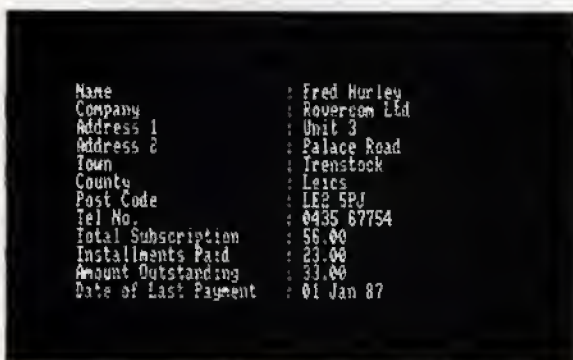 Name : Fred Hurley
Company : Rovercom Ltd
Address 1 : Unit 3
Address 2 : Palace Road
Town : Trenstock
County : Leics
Post Code : LE2 5PJ
Tel No. : 0435 67754
Total Subscription : 56.00
Installments Paid : 23.00
Amount Outstanding : 33.00
Date of Last Payment : 01 Jan 87